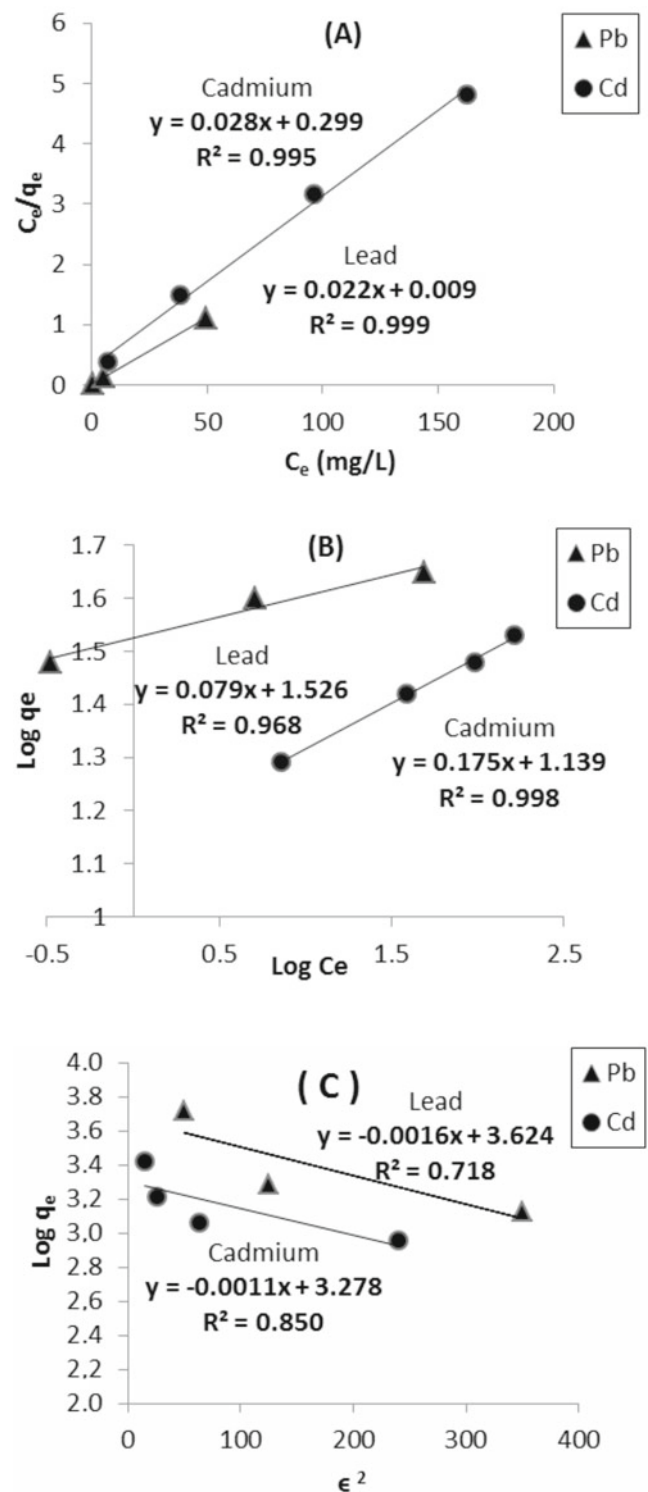 (A)
▲ Pb
● Cd
6
5
4
3
2
1
0
Cadmium
y = 0.028x + 0.299
R² = 0.995
Lead
y = 0.022x + 0.009
R² = 0.999
Cₑ/qₑ
0 50 100 150 200
Cₑ (mg/L)
(B)
▲ Pb
● Cd
1.7
1.6
1.5
1.4
1.3
1.2
1.1
1
Lead
y = 0.079x + 1.526
R² = 0.968
Cadmium
y = 0.175x + 1.139
R² = 0.998
Log qe
-0.5 0.5 1.5 2.5
Log Ce
( C )
▲ Pb
● Cd
4.0
3.8
3.6
3.4
3.2
3.0
2.8
2.6
2.4
2,2
2.0
Lead
y = -0.0016x + 3.624
R² = 0.718
Cadmium
y = -0.0011x + 3.278
R² = 0.850
Log qₑ
0 100 200 300 400
ϵ ²